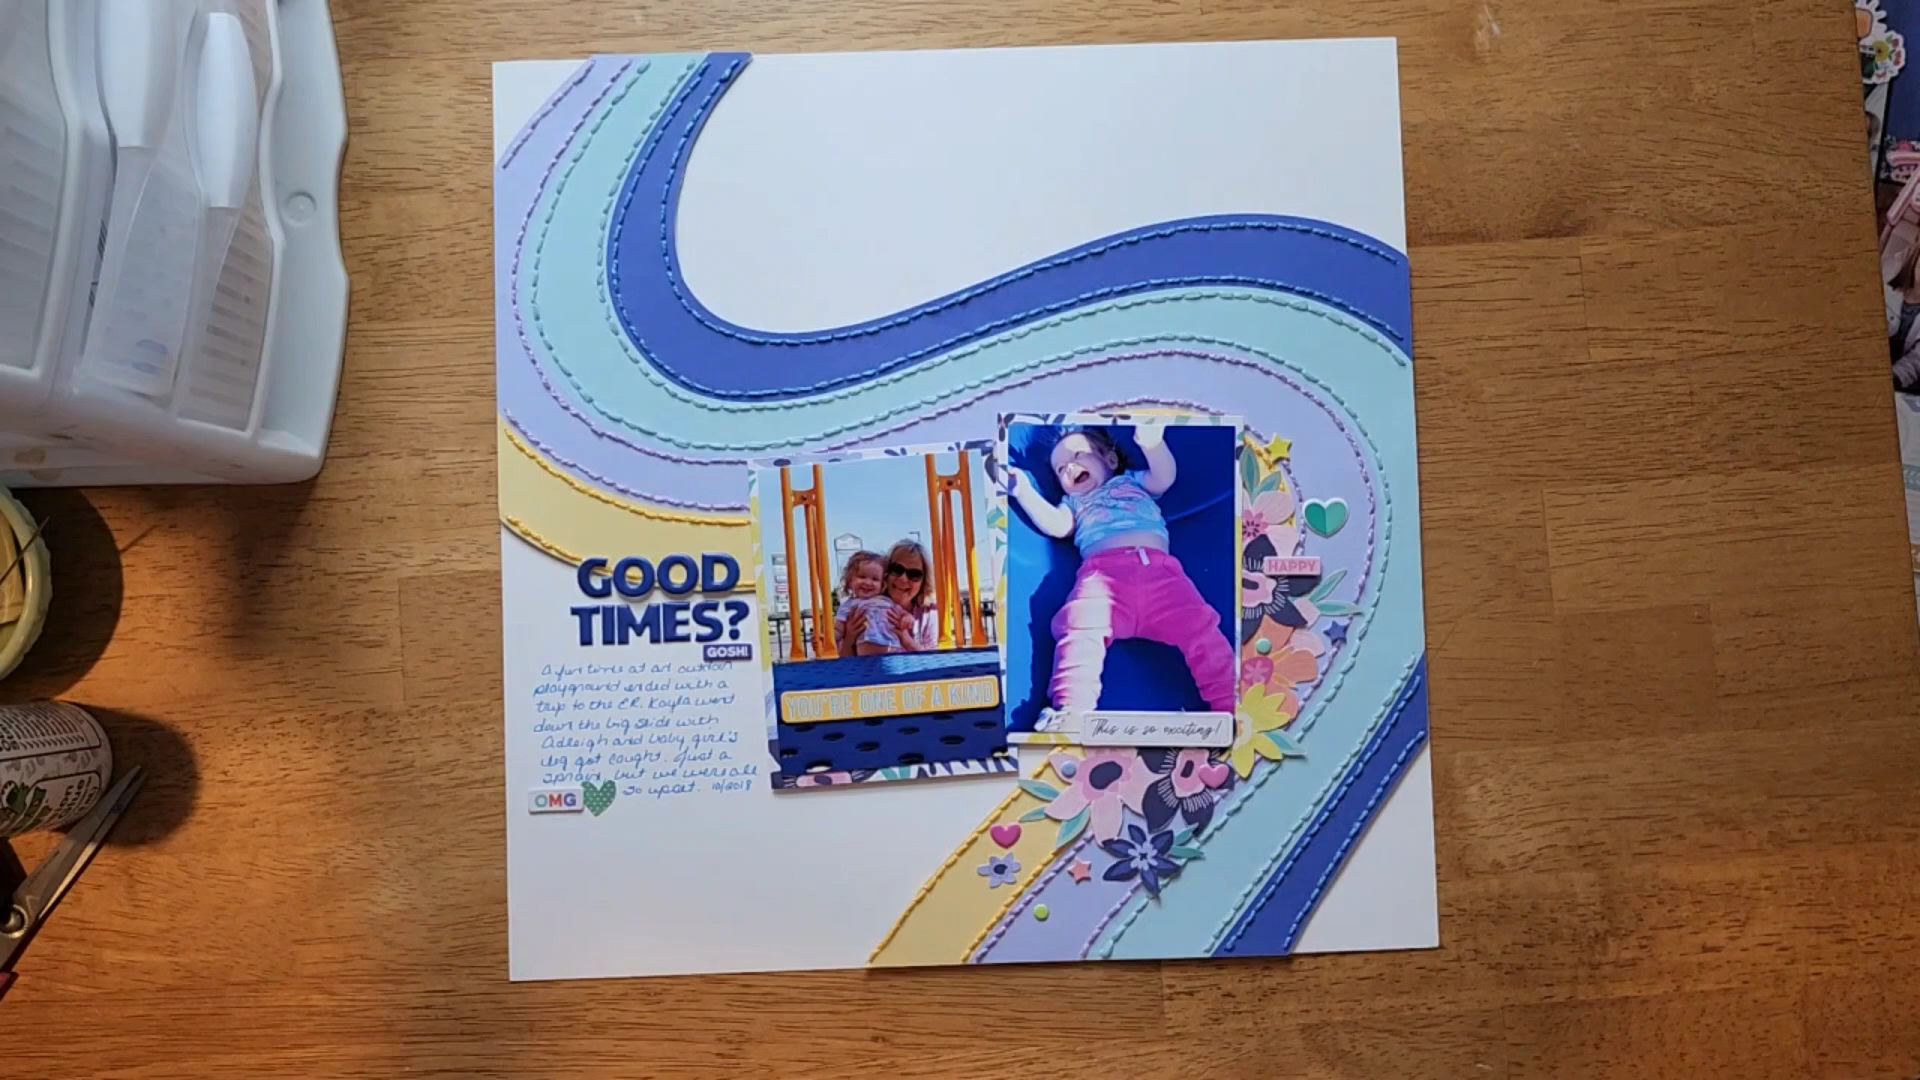 GOOD
TIMES?
GOSH!
A fun time at an outdoor
playground ended with a
trip to the ER. Kayla went
down the big slide with
Adleigh and baby girl's
leg got caught. Just a
sprain, but we were all
so upset. 10/2018
OMG
YOU'RE ONE OF A KIND
This is so exciting!
HAPPY